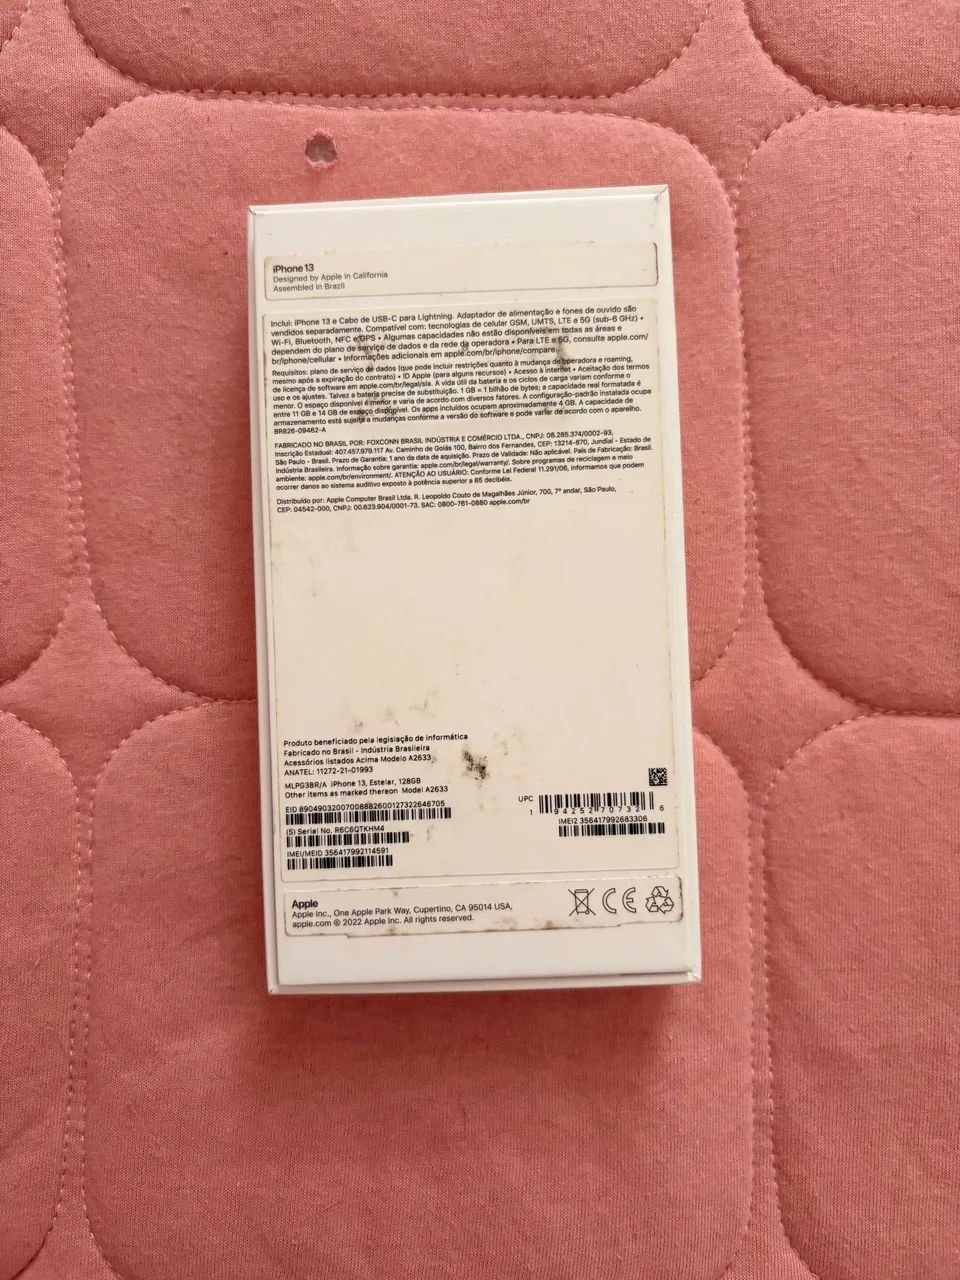 iPhone 13
Designed by Apple in California
Assembled in Brazil
Inclui: iPhone 13 e Cabo de USB-C para Lightning. Adaptador de alimentação e fones de ouvido são
vendidos separadamente. Compatível com: tecnologias de celular GSM, UMTS, LTE e 5G (sub-6 GHz) •
Wi-Fi, Bluetooth, NFC e GPS • Algumas capacidades não estão disponíveis em todas as áreas e
dependem do plano de serviço de dados e da rede da operadora • Para LTE e 5G, consulte apple.com/
br/iphone/cellular • Informações adicionais em apple.com/br/iphone/compare.
Requisitos: plano de serviço de dados (que pode incluir restrições quanto à mudança de operadora e roaming,
mesmo após a expiração do contrato) • ID Apple (para alguns recursos) • Acesso à internet • Aceitação dos termos
de licença de software em apple.com/br/legal/sla. A vida útil da bateria e os ciclos de carga variam conforme o
uso e os ajustes. Talvez a bateria precise de substituição. 1 GB = 1 bilhão de bytes; a capacidade real formatada é
menor. O espaço disponível é menor e varia de acordo com diversos fatores. A configuração-padrão instalada ocupa
entre 11 GB e 14 GB de espaço disponível. Os apps incluídos ocupam aproximadamente 4 GB. A capacidade de
armazenamento está sujeita a mudanças conforme a versão do software e pode variar de acordo com o aparelho.
BR826-09462-A
FABRICADO NO BRASIL POR: FOXCONN BRASIL INDÚSTRIA E COMÉRCIO LTDA., CNPJ: 08.285.374/0002-93,
Inscrição Estadual: 407.457.979.117 Av. Caminho de Goiás 100, Bairro dos Fernandes, CEP: 13214-870, Jundiaí - Estado de
São Paulo - Brasil. Prazo de Garantia: 1 ano da data de aquisição. Prazo de Validade: Não aplicável. País de Fabricação: Brasil.
Indústria Brasileira. Informação sobre garantia: apple.com/br/legal/warranty/. Sobre programas de reciclagem e meio
ambiente: apple.com/br/environment/. ATENÇÃO AO USUÁRIO: Conforme Lei Federal 11.291/06, informamos que podem
ocorrer danos ao sistema auditivo exposto à potência superior a 85 decibéis.
Distribuído por: Apple Computer Brasil Ltda. R. Leopoldo Couto de Magalhães Júnior, 700, 7º andar, São Paulo,
CEP: 04542-000, CNPJ: 00.623.904/0001-73. SAC: 0800-761-0880 apple.com/br
Produto beneficiado pela legislação de informática
Fabricado no Brasil - Indústria Brasileira
Acessórios listados Acima Modelo A2633
ANATEL: 11272-21-01993
MLPG3BR/A iPhone 13, Estelar, 128GB
Other items as marked thereon Model A2633
EID 89049032007008882600127322646705
(S) Serial No. R6C6QTKHM4
IMEI/MEID 356417992114591
UPC
1 94252 70732 6
IMEI2 356417992683306
Apple
Apple Inc., One Apple Park Way, Cupertino, CA 95014 USA.
apple.com © 2022 Apple Inc. All rights reserved.
CE